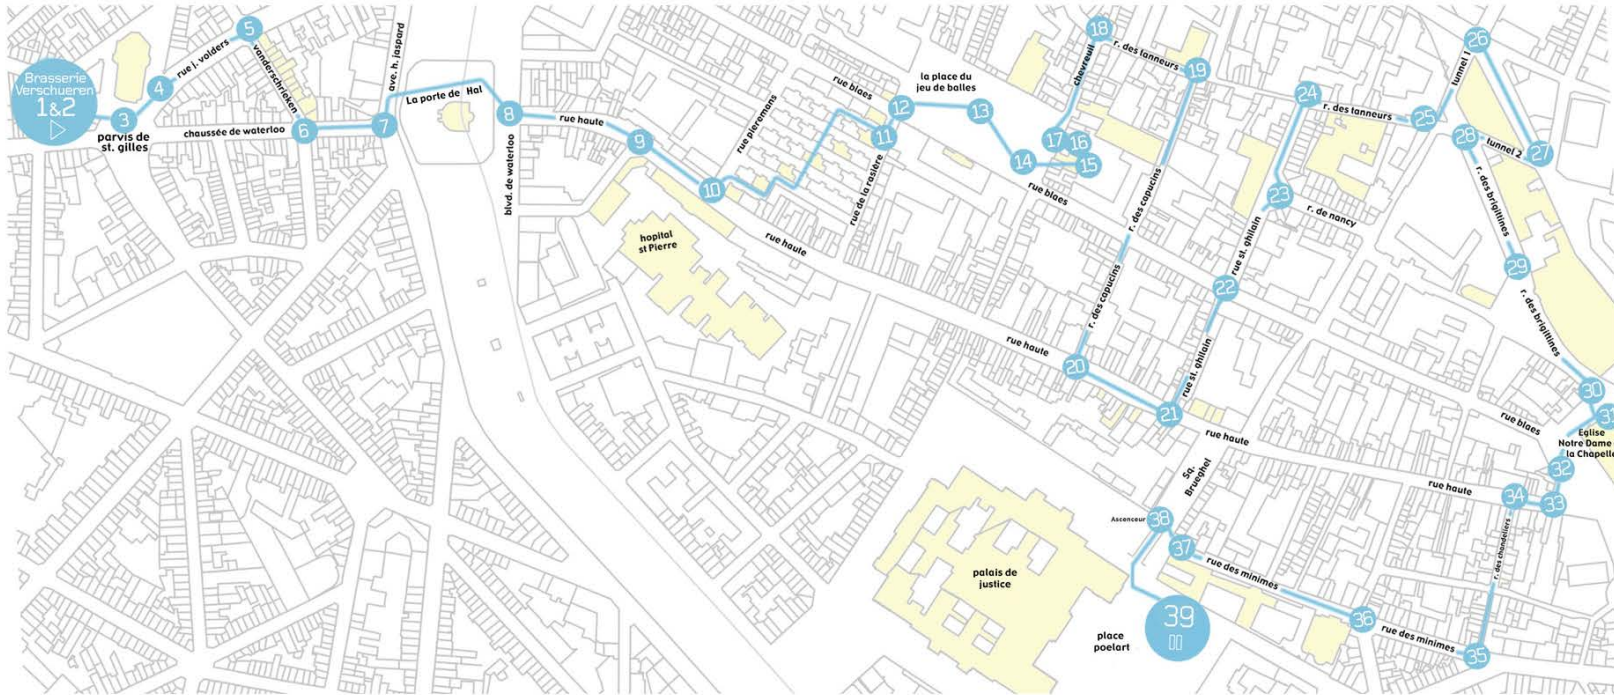 Brasserie
Verschueren
1&2
3
parvis de
st. gilles
4
rue j. volders
5
vanderschrieken
chaussée de waterloo
6
7
ave. h. jaspard
La porte de Hal
8
blvd. de waterloo
rue haute
9
10
rue pieremans
rue blaes
11
rue de la rasière
12
la place du
jeu de balles
13
14
15
16
17
chevreuil
18
r. des tanneurs
19
r. des capucins
r. des capucins
rue blaes
hopital
st Pierre
rue haute
rue haute
20
21
rue st. ghilain
22
rue st. ghilain
23
r. de nancy
24
r. des tanneurs
25
tunnel 1
26
27
tunnel 2
28
r. des brigittines
29
r. des brigittines
30
31
rue blaes
Eglise
Notre Dame
la Chapelle
32
33
34
rue haute
rue haute
Sq.
Brueghel
r. des chandeliers
35
rue des minimes
36
rue des minimes
37
38
Ascenceur
39
palais de
justice
place
poelart